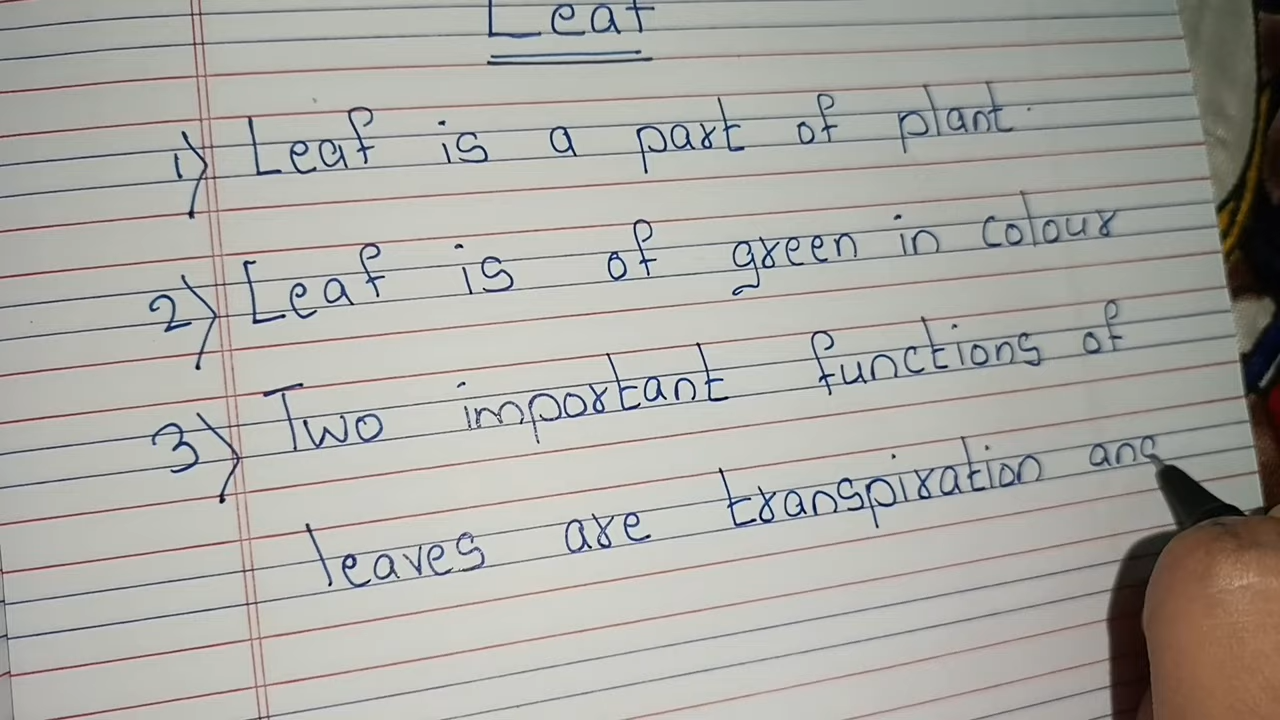 Leaf
1) Leaf is a part of plant.
2) Leaf is of green in colour
3) Two important functions of
leaves are transpiration and